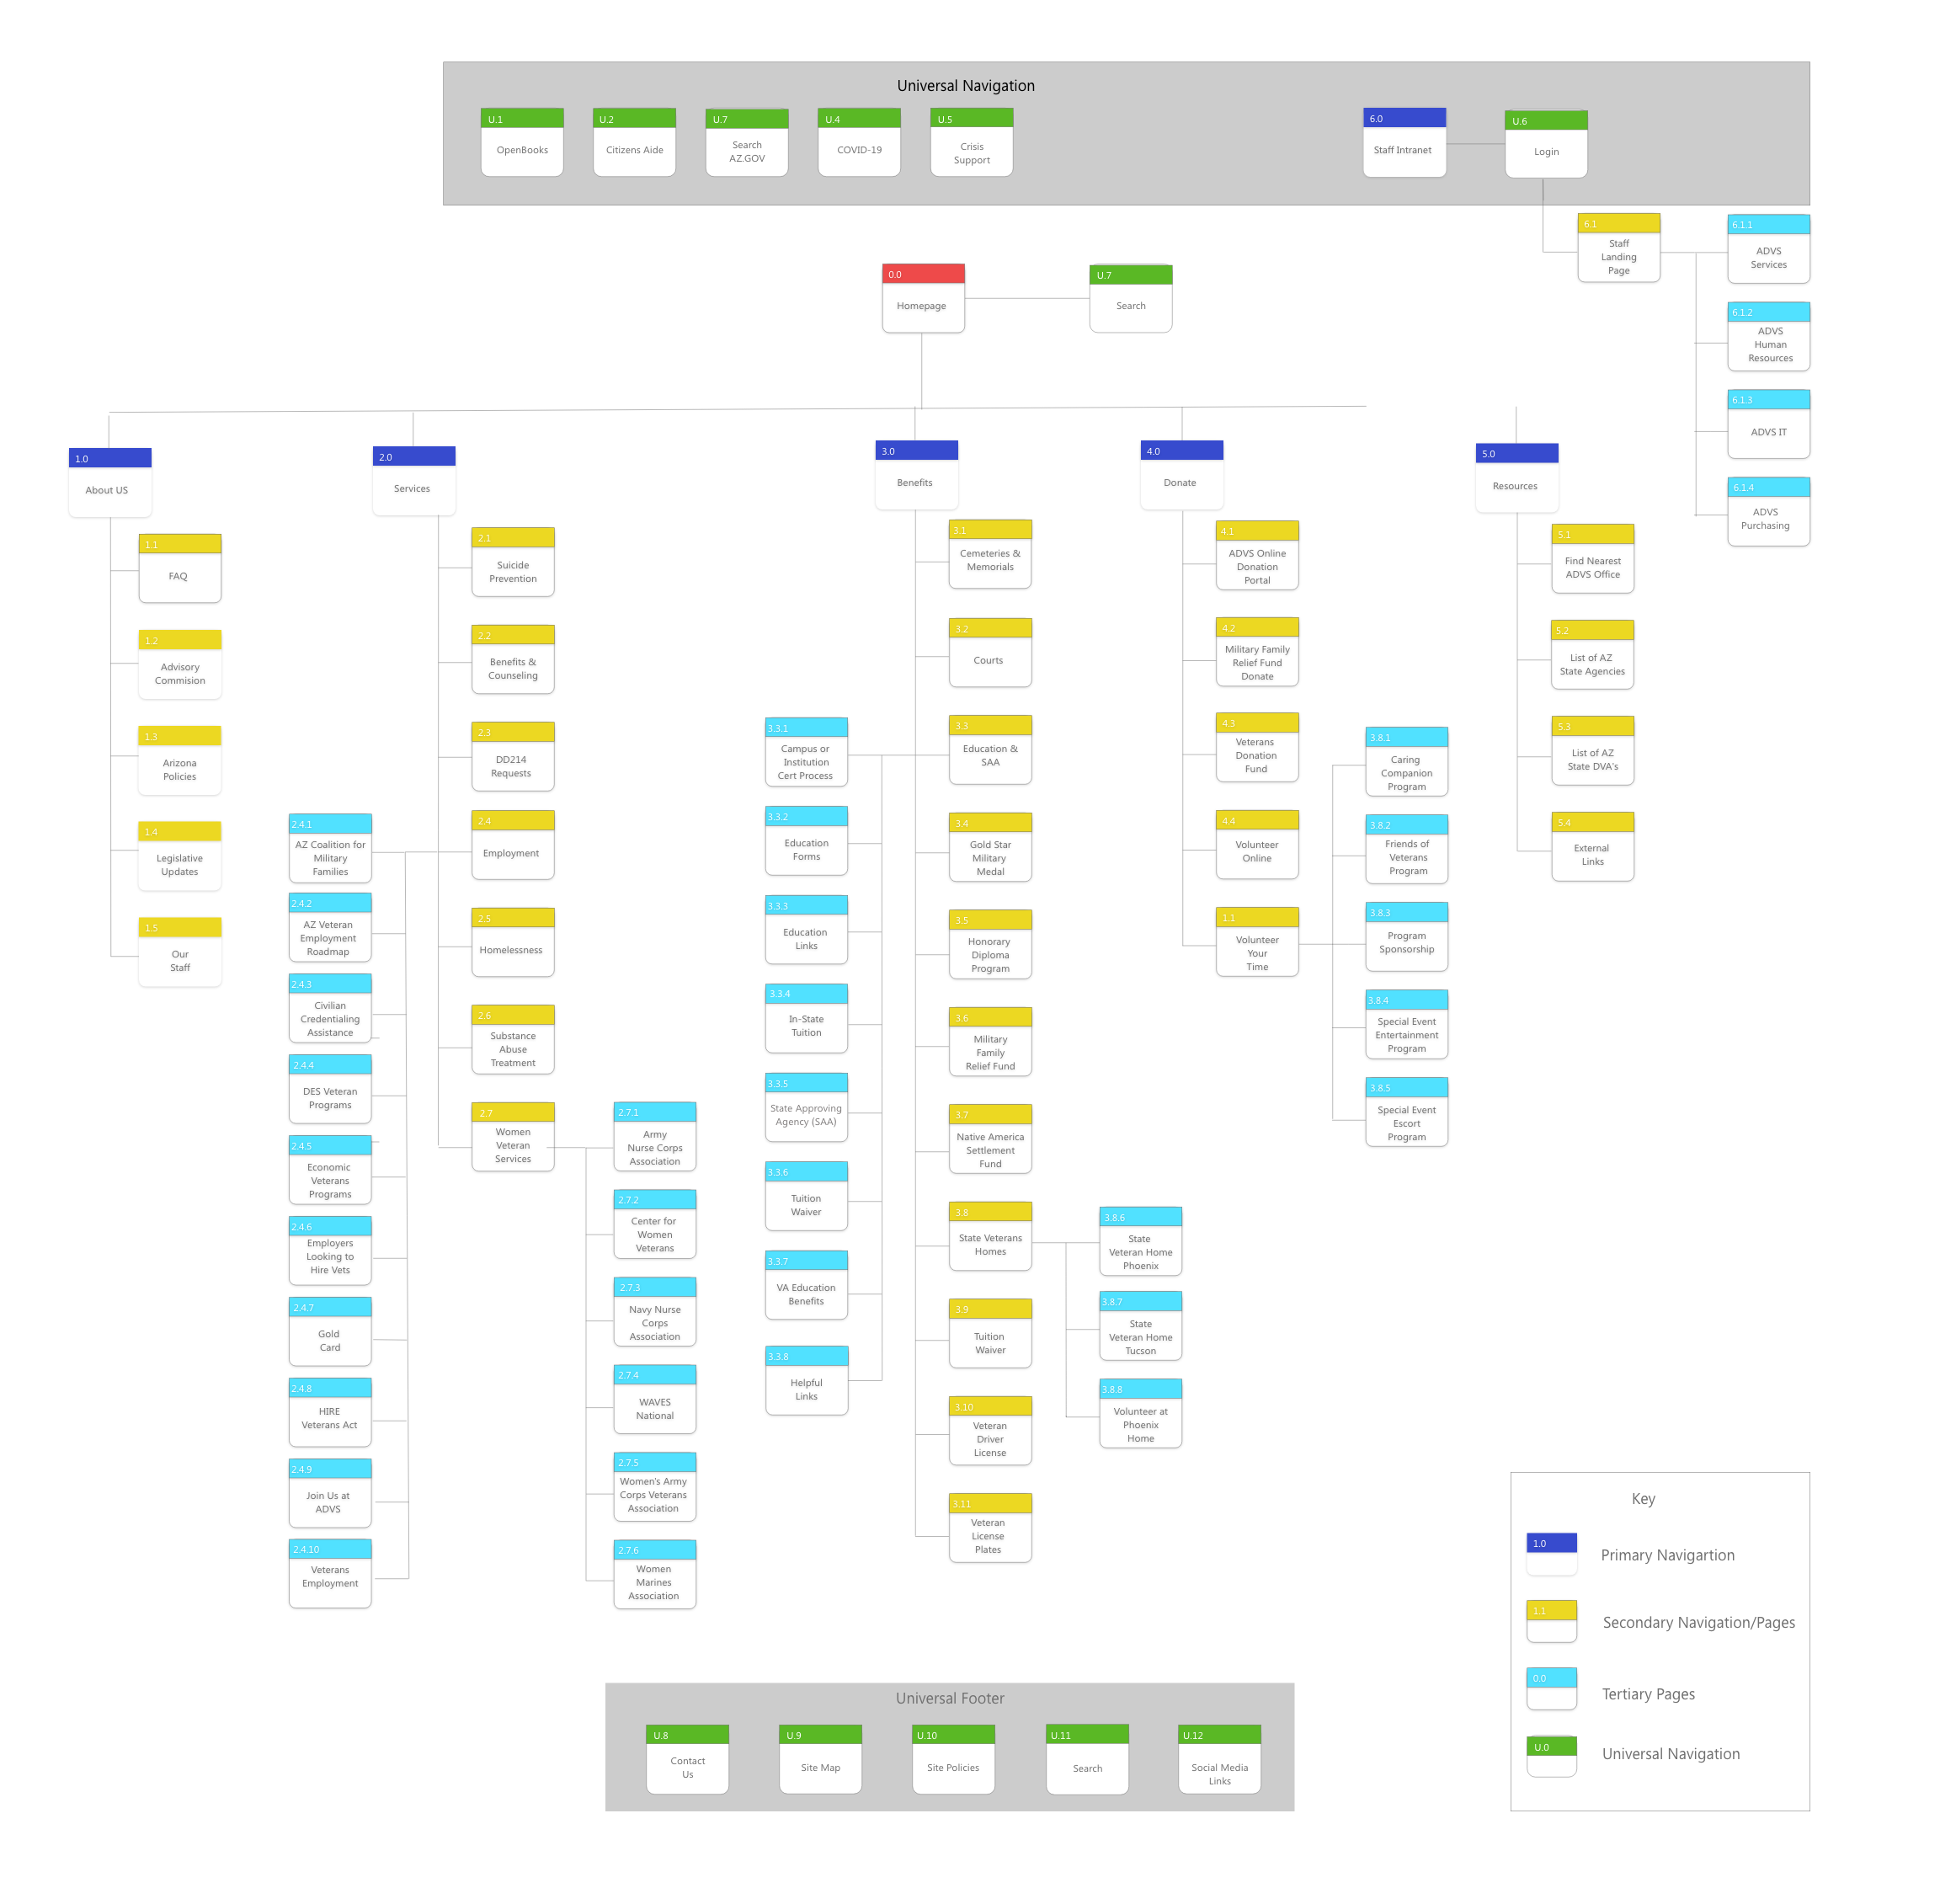 Universal Navigation
U.1
OpenBooks
U.2
Citizens Aide
U.7
Search
AZ.GOV
U.4
COVID-19
U.5
Crisis
Support
6.0
Staff Intranet
U.6
Login
6.1
Staff
Landing
Page
6.1.1
ADVS
Services
6.1.2
ADVS
Human
Resources
6.1.3
ADVS IT
6.1.4
ADVS
Purchasing
0.0
Homepage
U.7
Search
1.0
About US
1.1
FAQ
1.2
Advisory
Commision
1.3
Arizona
Policies
1.4
Legislative
Updates
1.5
Our
Staff
2.0
Services
2.1
Suicide
Prevention
2.2
Benefits &
Counseling
2.3
DD214
Requests
2.4
Employment
2.5
Homelessness
2.6
Substance
Abuse
Treatment
2.7
Women
Veteran
Services
2.4.1
AZ Coalition for
Military
Families
2.4.2
AZ Veteran
Employment
Roadmap
2.4.3
Civilian
Credentialing
Assistance
2.4.4
DES Veteran
Programs
2.4.5
Economic
Veterans
Programs
2.4.6
Employers
Looking to
Hire Vets
2.4.7
Gold
Card
2.4.8
HIRE
Veterans Act
2.4.9
Join Us at
ADVS
2.4.10
Veterans
Employment
2.7.1
Army
Nurse Corps
Association
2.7.2
Center for
Women
Veterans
2.7.3
Navy Nurse
Corps
Association
2.7.4
WAVES
National
2.7.5
Women's Army
Corps Veterans
Association
2.7.6
Women
Marines
Association
3.0
Benefits
3.1
Cemeteries &
Memorials
3.2
Courts
3.3
Education &
SAA
3.4
Gold Star
Military
Medal
3.5
Honorary
Diploma
Program
3.6
Military
Family
Relief Fund
3.7
Native America
Settlement
Fund
3.8
State Veterans
Homes
3.9
Tuition
Waiver
3.10
Veteran
Driver
License
3.11
Veteran
License
Plates
3.3.1
Campus or
Institution
Cert Process
3.3.2
Education
Forms
3.3.3
Education
Links
3.3.4
In-State
Tuition
3.3.5
State Approving
Agency (SAA)
3.3.6
Tuition
Waiver
3.3.7
VA Education
Benefits
3.3.8
Helpful
Links
3.8.6
State
Veteran Home
Phoenix
3.8.7
State
Veteran Home
Tucson
3.8.8
Volunteer at
Phoenix
Home
4.0
Donate
4.1
ADVS Online
Donation
Portal
4.2
Military Family
Relief Fund
Donate
4.3
Veterans
Donation
Fund
4.4
Volunteer
Online
1.1
Volunteer
Your
Time
3.8.1
Caring
Companion
Program
3.8.2
Friends of
Veterans
Program
3.8.3
Program
Sponsorship
3.8.4
Special Event
Entertainment
Program
3.8.5
Special Event
Escort
Program
5.0
Resources
5.1
Find Nearest
ADVS Office
5.2
List of AZ
State Agencies
5.3
List of AZ
State DVA's
5.4
External
Links
Key
1.0
Primary Navigartion
1.1
Secondary Navigation/Pages
0.0
Tertiary Pages
U.0
Universal Navigation
Universal Footer
U.8
Contact
Us
U.9
Site Map
U.10
Site Policies
U.11
Search
U.12
Social Media
Links